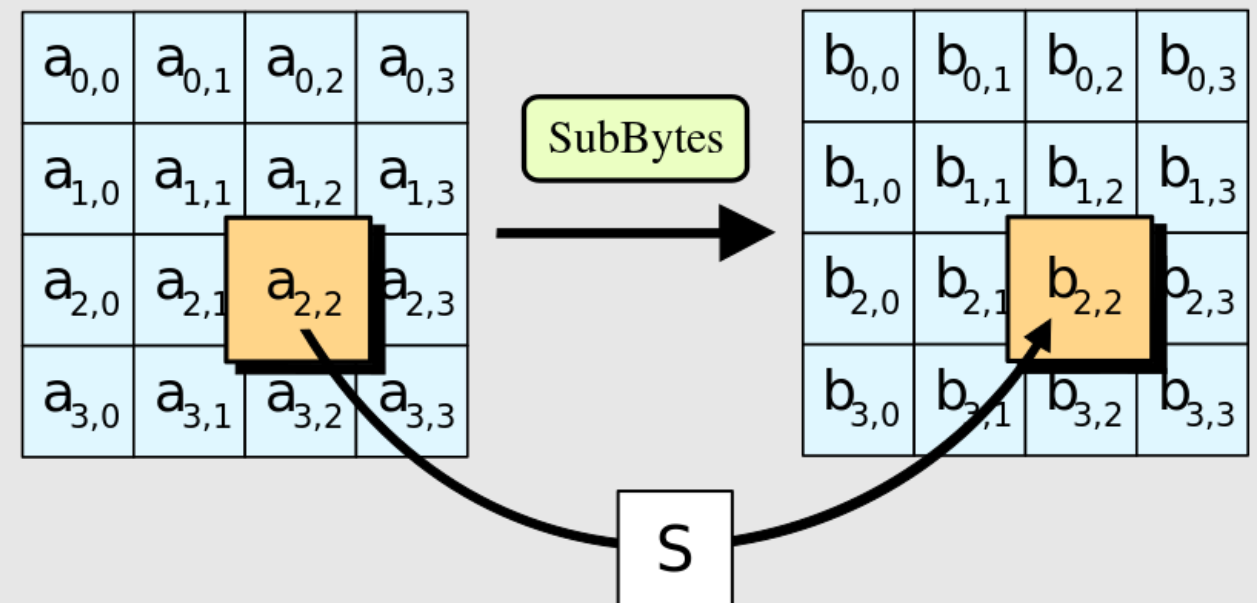 a0,0 a0,1 a0,2 a0,3
a1,0 a1,1 a1,2 a1,3
a2,0 a2,1 a2,2 a2,3
a3,0 a3,1 a3,2 a3,3
SubBytes
b0,0 b0,1 b0,2 b0,3
b1,0 b1,1 b1,2 b1,3
b2,0 b2,1 b2,2 b2,3
b3,0 b3,1 b3,2 b3,3
S